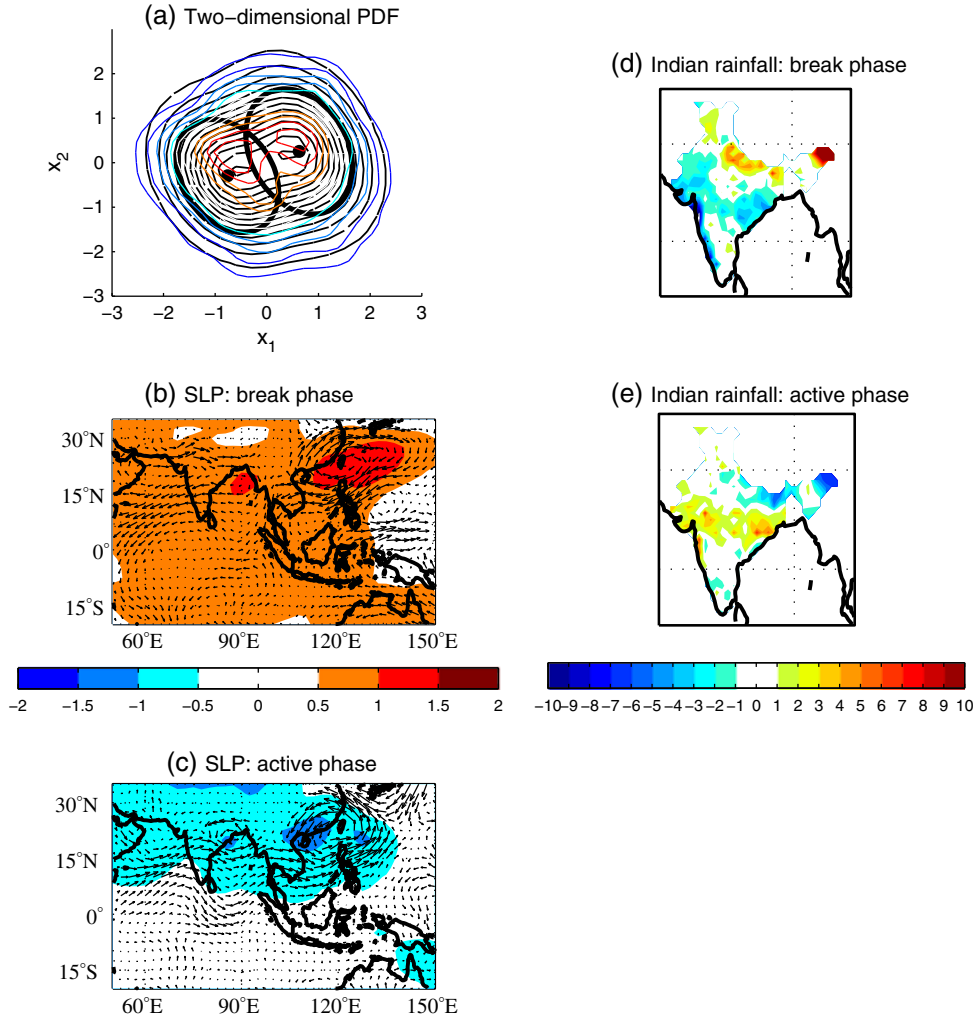 (a) Two-dimensional PDF
x2
2
1
0
-1
-2
-3
-3 -2 -1 0 1 2 3
x1
(b) SLP: break phase
30°N
15°N
0°
15°S
60°E 90°E 120°E 150°E
-2 -1.5 -1 -0.5 0 0.5 1 1.5 2
(c) SLP: active phase
30°N
15°N
0°
15°S
60°E 90°E 120°E 150°E
(d) Indian rainfall: break phase
(e) Indian rainfall: active phase
-10 -9 -8 -7 -6 -5 -4 -3 -2 -1 0 1 2 3 4 5 6 7 8 9 10